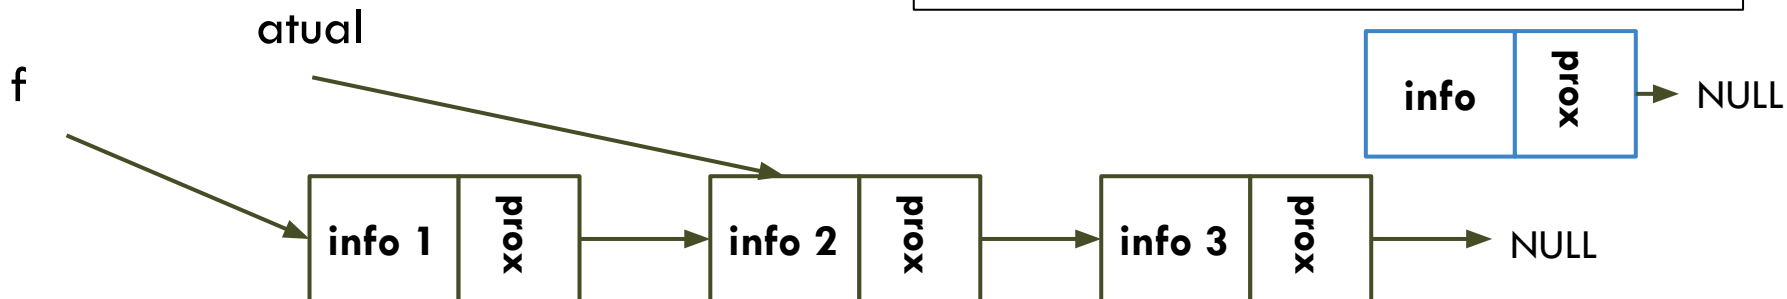 atual
f
info prox NULL
info 1 prox info 2 prox info 3 prox NULL